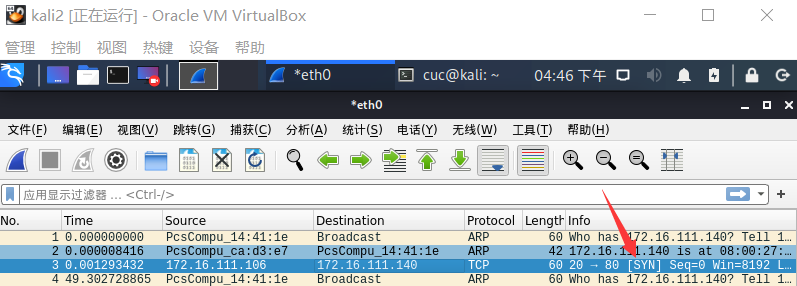 kali2 [正在运行] - Oracle VM VirtualBox
管理 控制 视图 热键 设备 帮助
*eth0 cuc@kali: ~ 04:46 下午
*eth0
文件(F) 编辑(E) 视图(V) 跳转(G) 捕获(C) 分析(A) 统计(S) 电话(Y) 无线(W) 工具(T) 帮助(H)
应用显示过滤器 … <Ctrl-/>
No. Time Source Destination Protocol Length Info
1 0.000000000 PcsCompu_14:41:1e Broadcast ARP 60 Who has 172.16.111.140? Tell 1…
2 0.000008416 PcsCompu_ca:d3:e7 PcsCompu_14:41:1e ARP 42 172.16.111.140 is at 08:00:27:…
3 0.001293432 172.16.111.106 172.16.111.140 TCP 60 20 → 80 [SYN] Seq=0 Win=8192 L…
4 49.302728865 PcsCompu_14:41:1e Broadcast ARP 60 Who has 172.16.111.140? Tell 1…